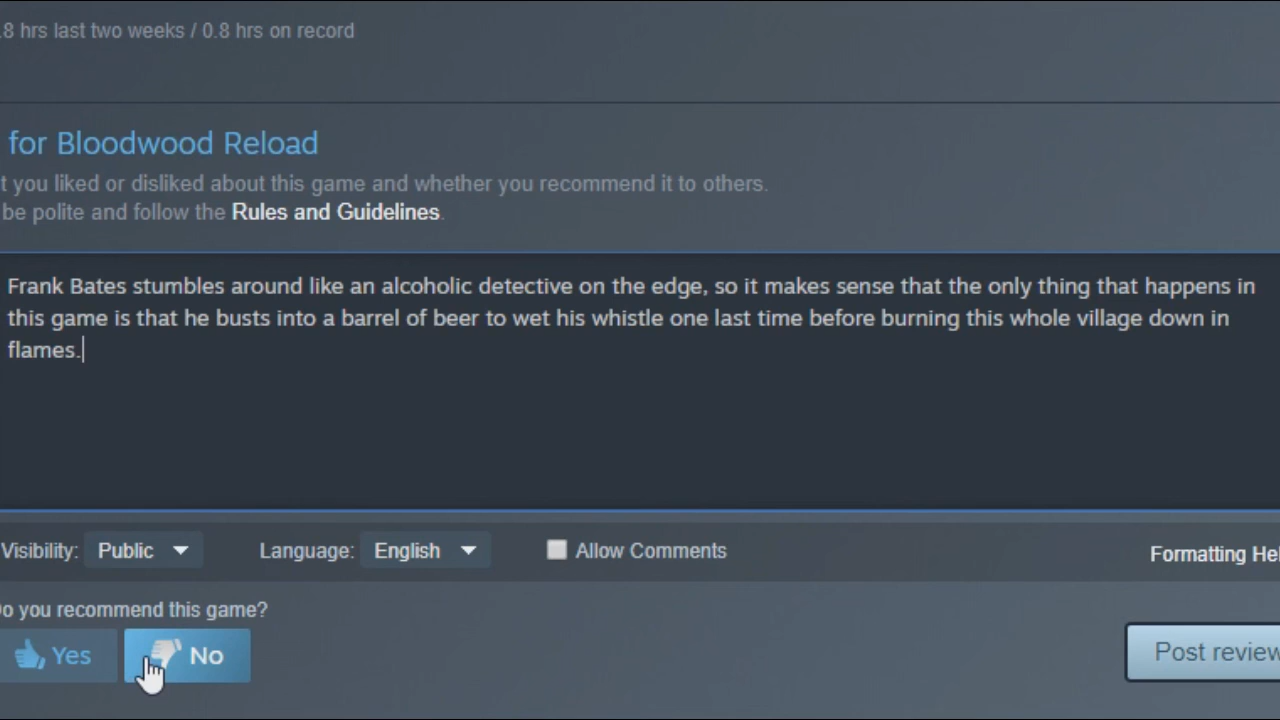 .8 hrs last two weeks / 0.8 hrs on record
for Bloodwood Reload
t you liked or disliked about this game and whether you recommend it to others.
be polite and follow the Rules and Guidelines.
Frank Bates stumbles around like an alcoholic detective on the edge, so it makes sense that the only thing that happens in
this game is that he busts into a barrel of beer to wet his whistle one last time before burning this whole village down in
flames.
Visibility: Public Language: English Allow Comments Formatting Hel
Do you recommend this game?
Yes No Post review